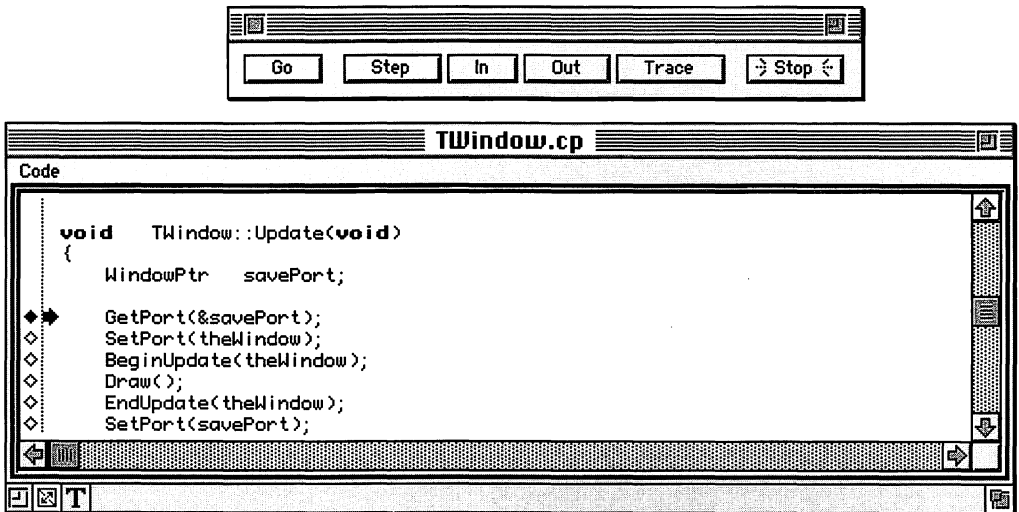 Go Step In Out Trace Stop
TWindow.cp
Code
void TWindow::Update(void)
{
WindowPtr savePort;
GetPort(&savePort);
SetPort(theWindow);
BeginUpdate(theWindow);
Draw();
EndUpdate(theWindow);
SetPort(savePort);
T